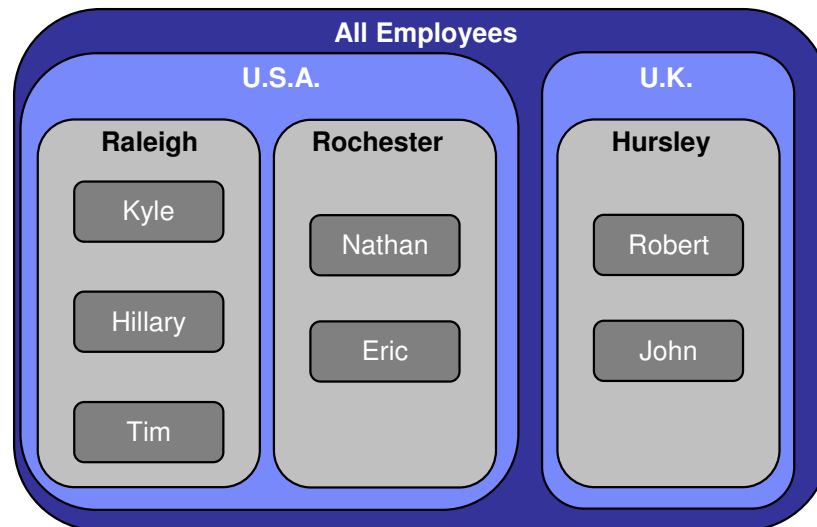 All Employees
U.S.A.
Raleigh
Kyle
Hillary
Tim
Rochester
Nathan
Eric
U.K.
Hursley
Robert
John